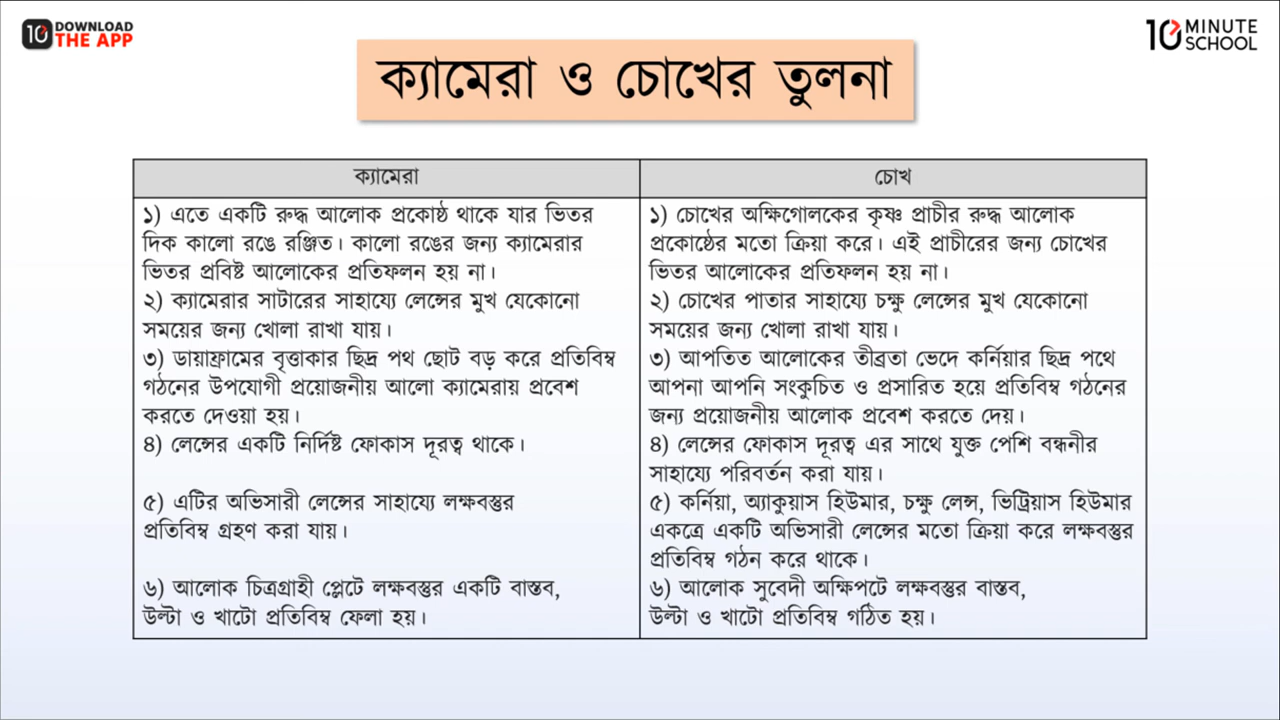 DOWNLOAD
THE APP
10 MINUTE
SCHOOL
ক্যামেরা ও চোখের তুলনা
ক্যামেরা
১) এতে একটি রুদ্ধ আলোক প্রকোষ্ঠ থাকে যার ভিতর
দিক কালো রঙে রঞ্জিত। কালো রঙের জন্য ক্যামেরার
ভিতর প্রবিষ্ট আলোকের প্রতিফলন হয় না।
২) ক্যামেরার সাটারের সাহায্যে লেন্সের মুখ যেকোনো
সময়ের জন্য খোলা রাখা যায়।
৩) ডায়াফ্রামের বৃত্তাকার ছিদ্র পথ ছোট বড় করে প্রতিবিম্ব
গঠনের উপযোগী প্রয়োজনীয় আলো ক্যামেরায় প্রবেশ
করতে দেওয়া হয়।
৪) লেন্সের একটি নির্দিষ্ট ফোকাস দূরত্ব থাকে।
৫) এটির অভিসারী লেন্সের সাহায্যে লক্ষবস্তুর
প্রতিবিম্ব গ্রহণ করা যায়।
৬) আলোক চিত্রগ্রাহী প্লেটে লক্ষবস্তুর একটি বাস্তব,
উল্টা ও খাটো প্রতিবিম্ব ফেলা হয়।
চোখ
১) চোখের অক্ষিগোলকের কৃষ্ণ প্রাচীর রুদ্ধ আলোক
প্রকোষ্ঠের মতো ক্রিয়া করে। এই প্রাচীরের জন্য চোখের
ভিতর আলোকের প্রতিফলন হয় না।
২) চোখের পাতার সাহায্যে চক্ষু লেন্সের মুখ যেকোনো
সময়ের জন্য খোলা রাখা যায়।
৩) আপতিত আলোকের তীব্রতা ভেদে কর্নিয়ার ছিদ্র পথে
আপনা আপনি সংকুচিত ও প্রসারিত হয়ে প্রতিবিম্ব গঠনের
জন্য প্রয়োজনীয় আলোক প্রবেশ করতে দেয়।
৪) লেন্সের ফোকাস দূরত্ব এর সাথে যুক্ত পেশি বন্ধনীর
সাহায্যে পরিবর্তন করা যায়।
৫) কর্নিয়া, অ্যাকুয়াস হিউমার, চক্ষু লেন্স, ভিট্রিয়াস হিউমার
একত্রে একটি অভিসারী লেন্সের মতো ক্রিয়া করে লক্ষবস্তুর
প্রতিবিম্ব গঠন করে থাকে।
৬) আলোক সুবেদী অক্ষিপটে লক্ষবস্তুর বাস্তব,
উল্টা ও খাটো প্রতিবিম্ব গঠিত হয়।